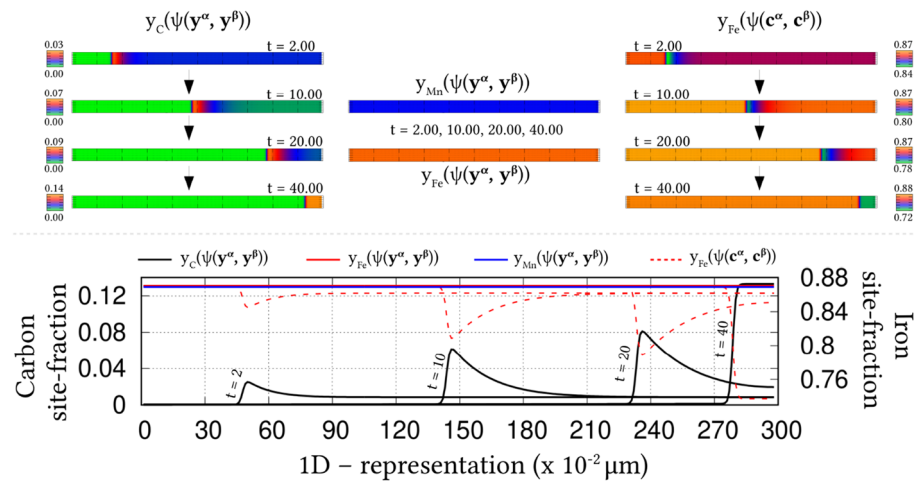 y_C(ψ(y^α, y^β))
y_Fe(ψ(c^α, c^β))
0.03
0.00
t = 2.00
t = 2.00
0.87
0.84
0.07
0.00
t = 10.00
y_Mn(ψ(y^α, y^β))
t = 10.00
0.87
0.80
t = 2.00, 10.00, 20.00, 40.00
0.09
0.00
t = 20.00
y_Fe(ψ(y^α, y^β))
t = 20.00
0.87
0.78
0.14
0.00
t = 40.00
t = 40.00
0.88
0.72
y_C(ψ(y^α, y^β))
y_Fe(ψ(y^α, y^β))
y_Mn(ψ(y^α, y^β))
y_Fe(ψ(c^α, c^β))
Carbon
site-fraction
0.12
0.08
0.04
0
t = 2
t = 10
t = 20
t = 40
0.88
0.84
0.8
0.76
Iron
site-fraction
0 30 60 90 120 150 180 210 240 270 300
1D – representation (x 10⁻² μm)